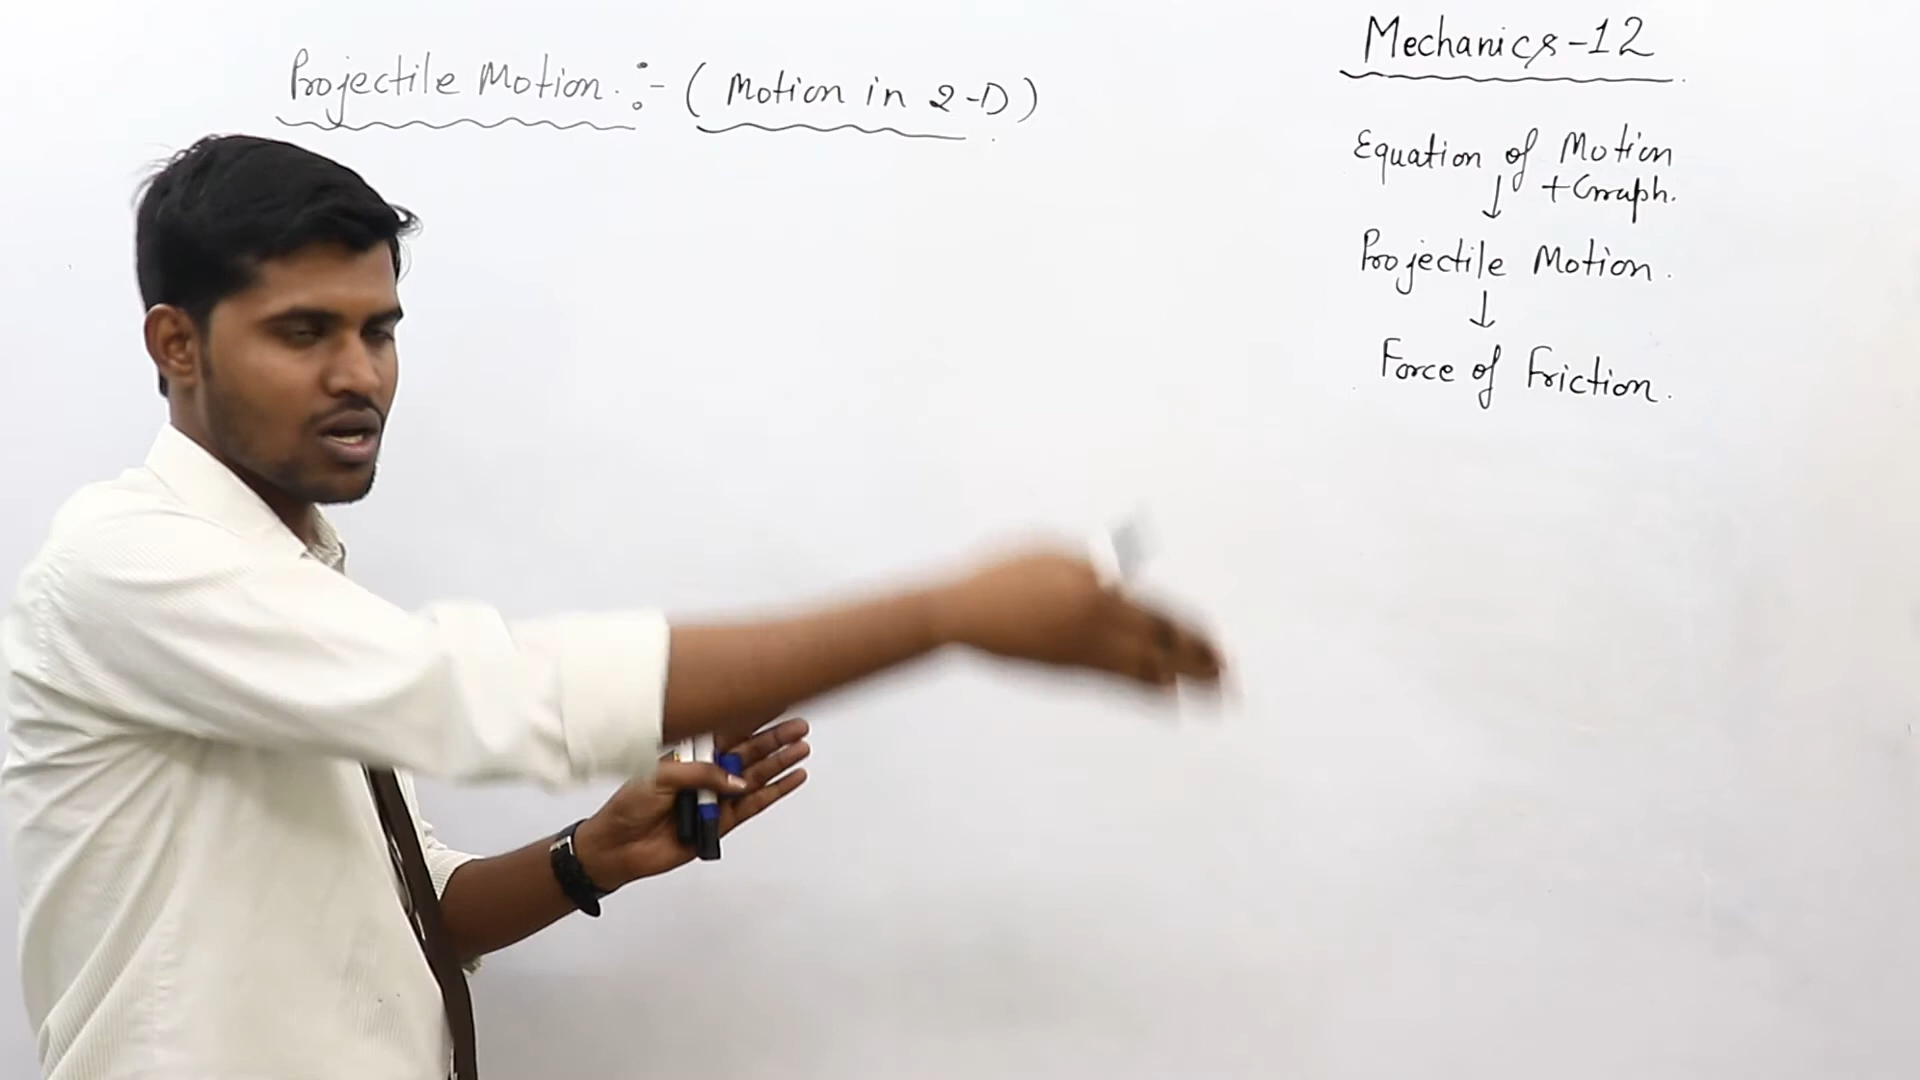 Projectile Motion :- (Motion in 2-D)
Mechanics-12
Equation of Motion
+Graph.
↓
Projectile Motion.
↓
Force of Friction.